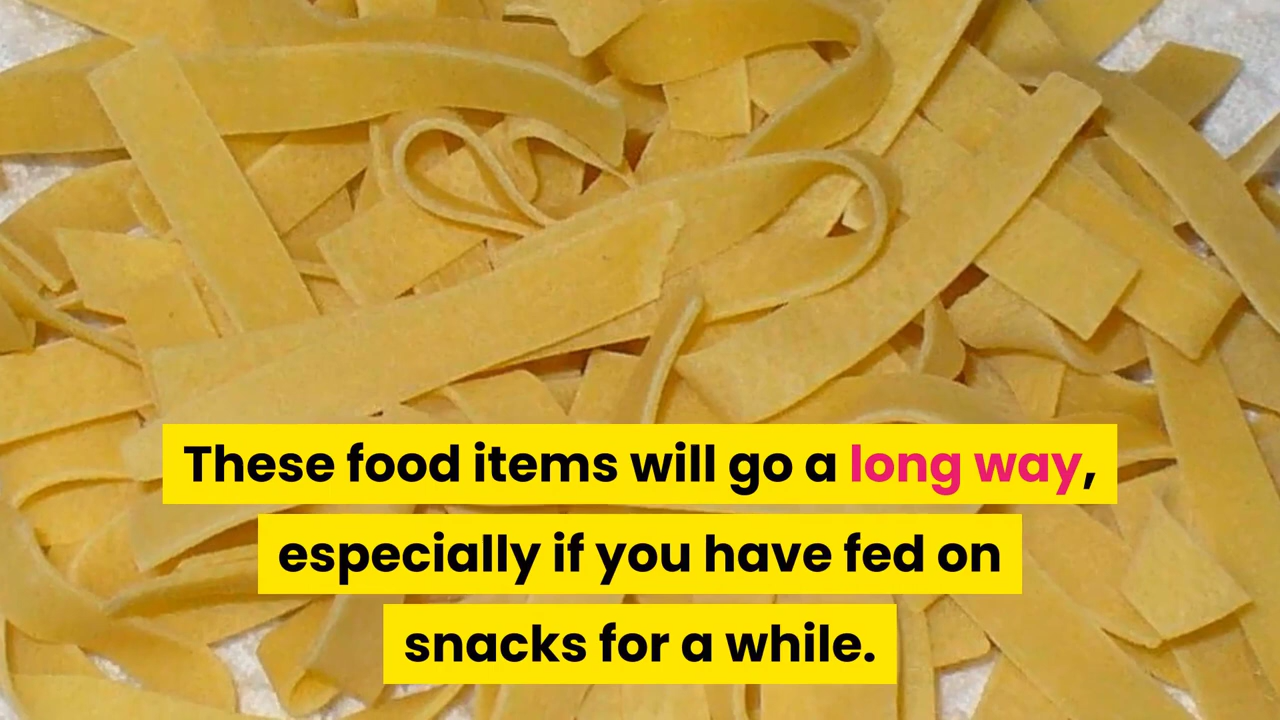 These food items will go a long way,
especially if you have fed on
snacks for a while.